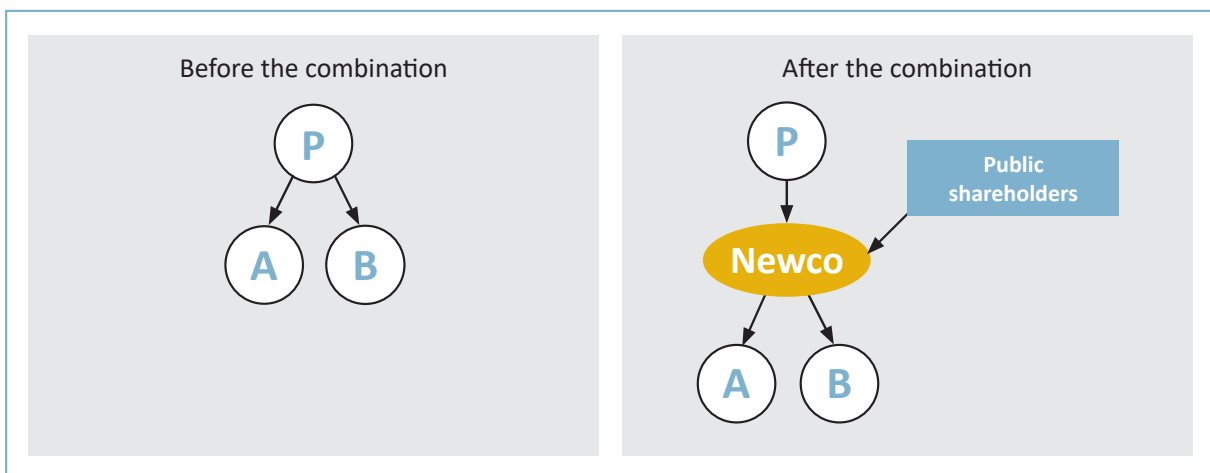 Before the combination
P
A
B
After the combination
P
Public
shareholders
Newco
A
B